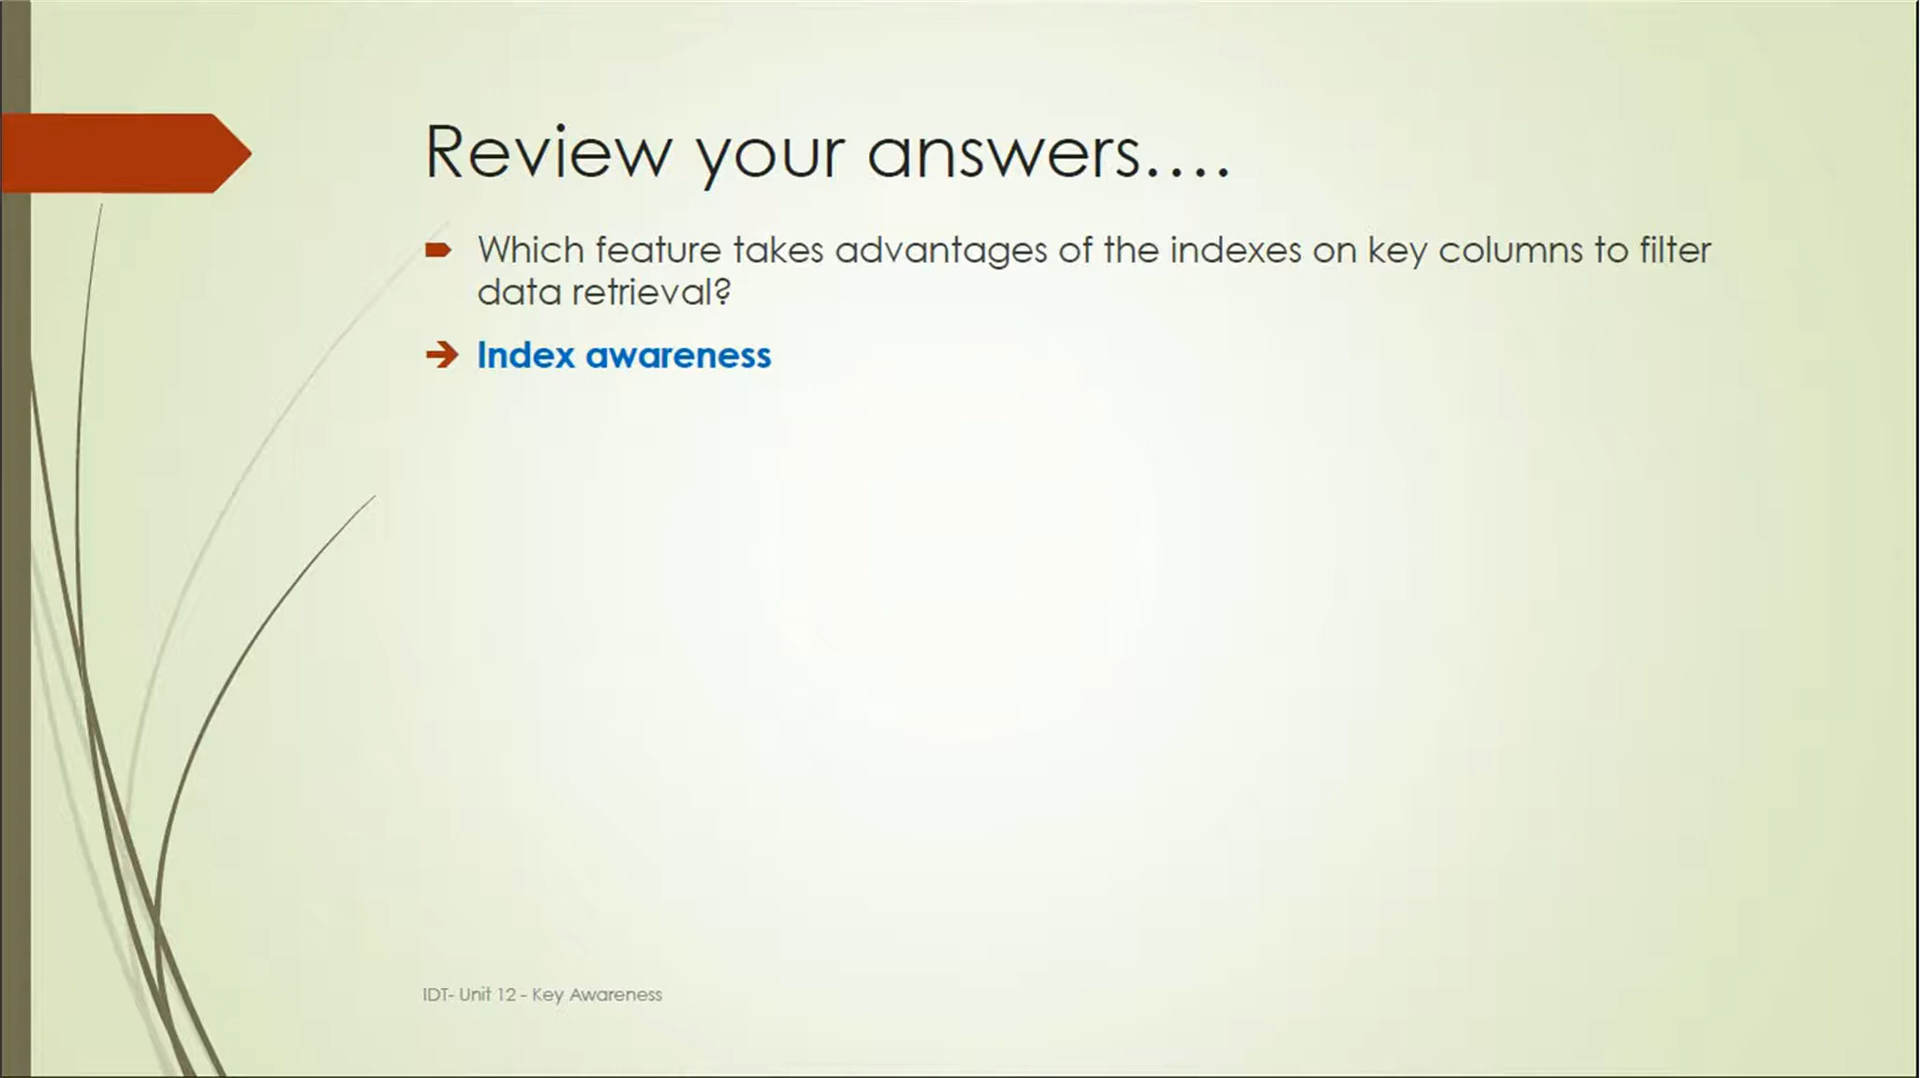 Review your answers....
Which feature takes advantages of the indexes on key columns to filter
data retrieval?
Index awareness
IDT- Unit 12 - Key Awareness